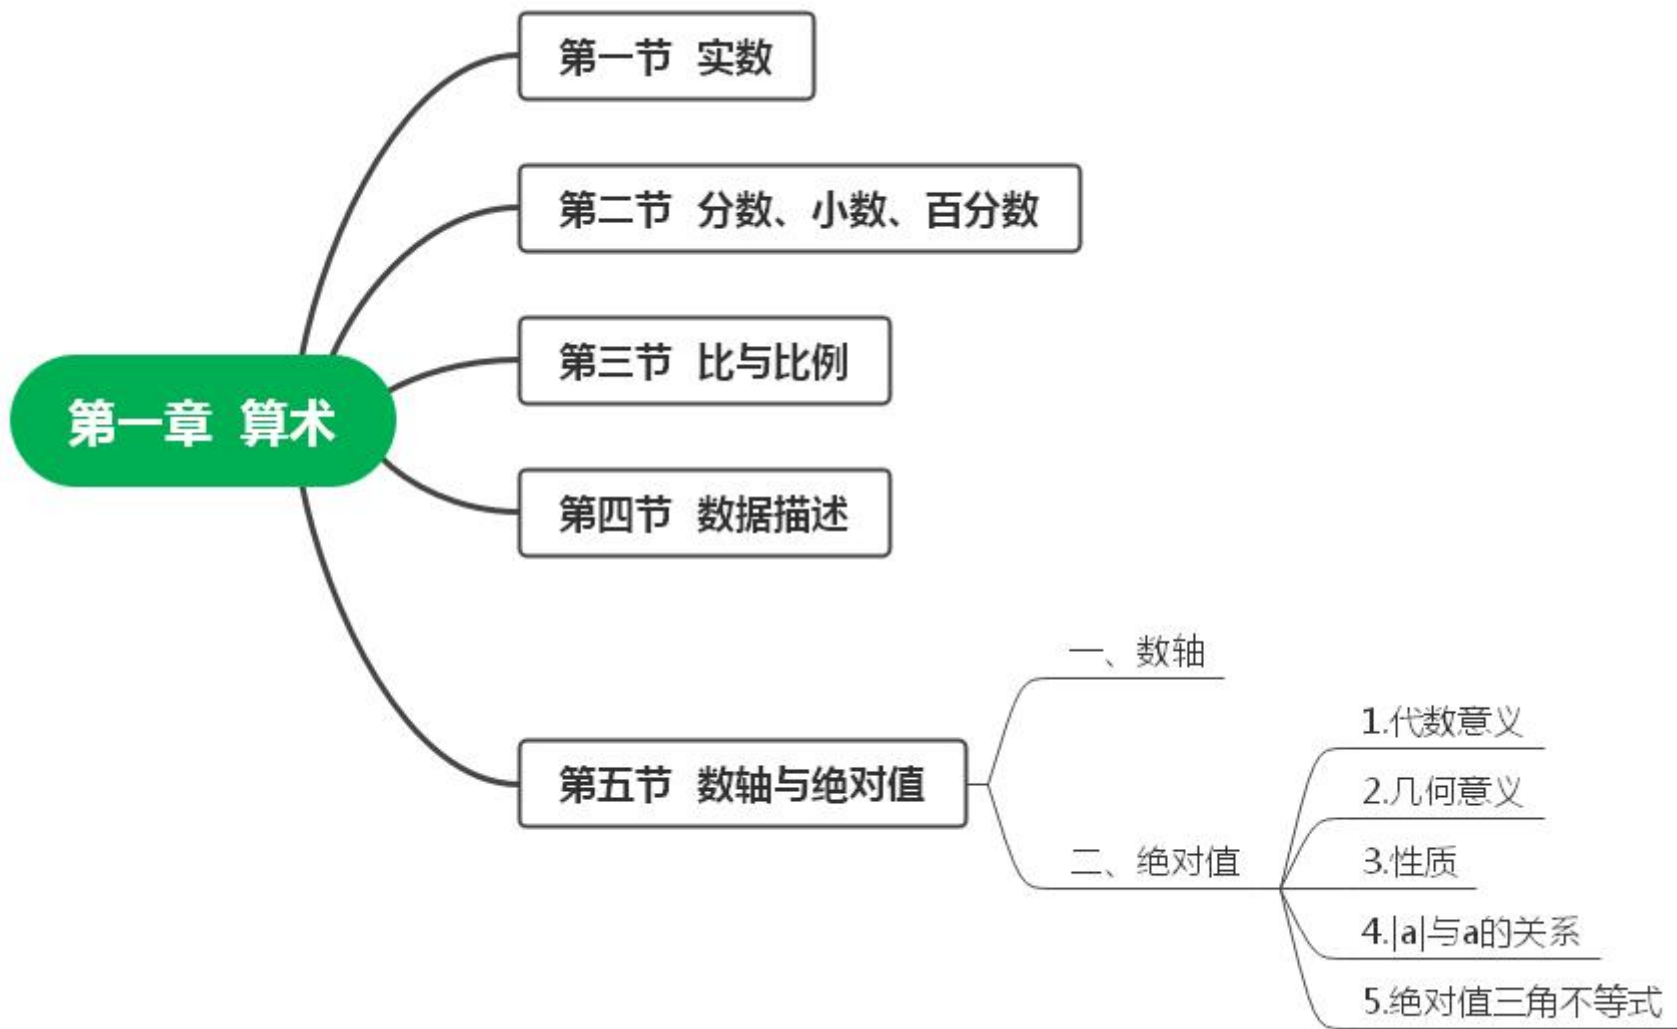 第一章 算术
第一节 实数
第二节 分数、小数、百分数
第三节 比与比例
第四节 数据描述
第五节 数轴与绝对值
一、数轴
二、绝对值
1.代数意义
2.几何意义
3.性质
4.|a|与a的关系
5.绝对值三角不等式